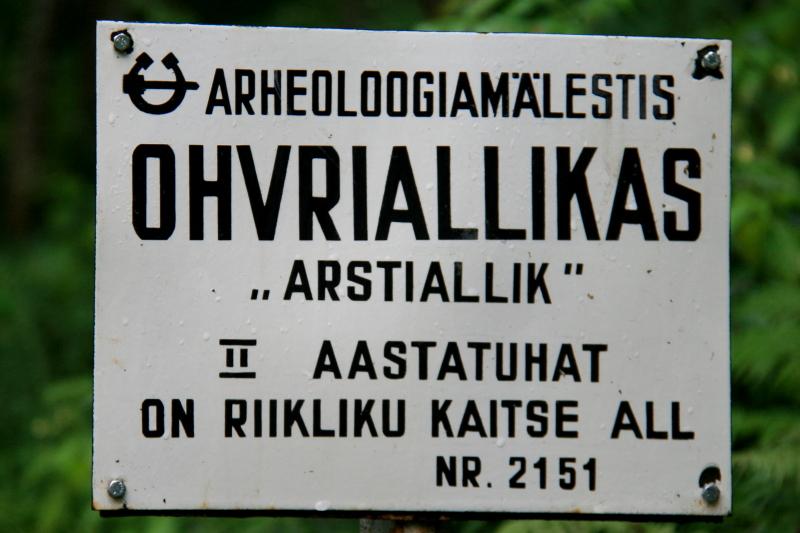 ARHEOLOOGIAMÄLESTIS
OHVRIALLIKAS
„ARSTIALLIK”
II AASTATUHAT
ON RIIKLIKU KAITSE ALL
NR. 2151